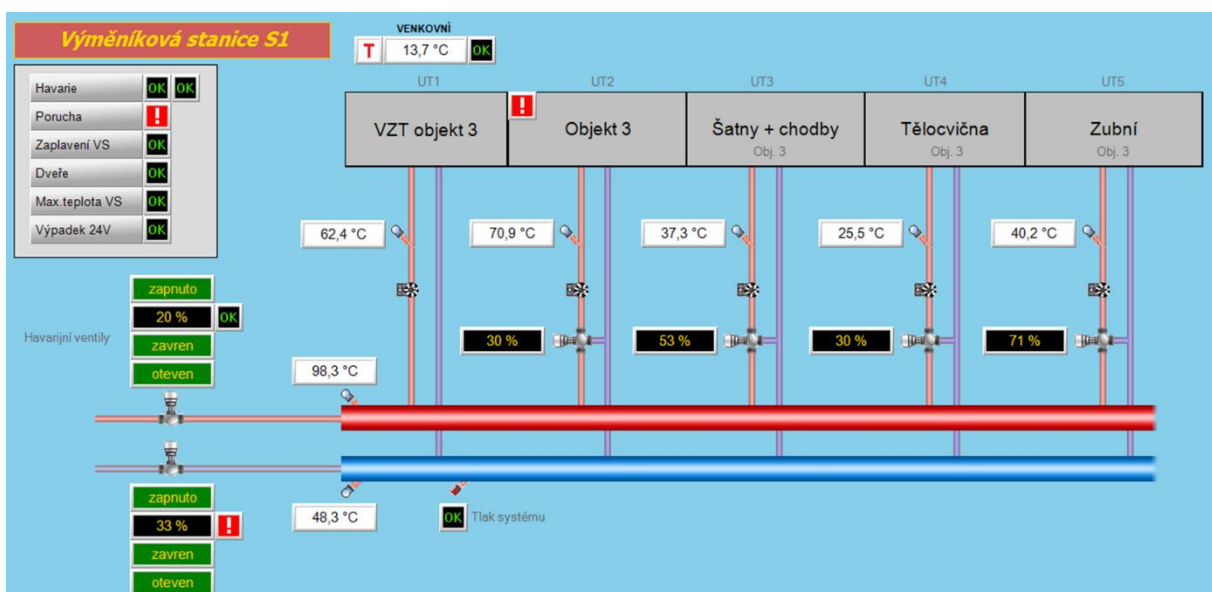 Výměníková stanice S1
VENKOVNÍ
T 13,7 °C OK
Havarie OK OK
Porucha !
Zaplavení VS OK
Dveře OK
Max.teplota VS OK
Výpadek 24V OK
UT1 UT2 UT3 UT4 UT5
!
VZT objekt 3 Objekt 3 Šatny + chodby Tělocvična Zubní
Obj. 3 Obj. 3 Obj. 3
62,4 °C 70,9 °C 37,3 °C 25,5 °C 40,2 °C
Havarijní ventily
zapnuto
20 % OK
zavren
oteven
30 % 53 % 30 % 71 %
98,3 °C
zapnuto
33 % !
zavren
oteven
48,3 °C
OK Tlak systému